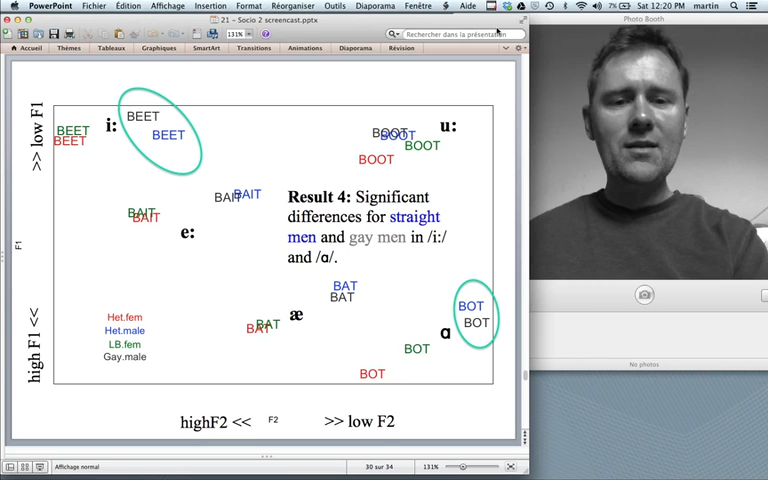 PowerPoint Fichier Édition Affichage Insertion Format Réorganiser Outils Diaporama Fenêtre Aide 7% Sat 12:20 PM martin
21 – Socio 2 screencast.pptx
Photo Booth
131% Rechercher dans la présentation
Accueil Thèmes Tableaux Graphiques SmartArt Transitions Animations Diaporama Révision
>> low F1
F1
high F1 <<
BEET
BEET
i:
BEET
BEET
BOOT
BOOT
u:
BOOT
BOOT
BAIT
BAIT
BAIT
BAIT
e:
Result 4: Significant
differences for straight
men and gay men in /i:/
and /ɑ/.
BAT
BAT
BOT
BOT
æ
BAT
BAT
ɑ
BOT
BOT
Het.fem
Het.male
LB.fem
Gay.male
highF2 << F2 >> low F2
No photos
Affichage normal 30 sur 34 131%